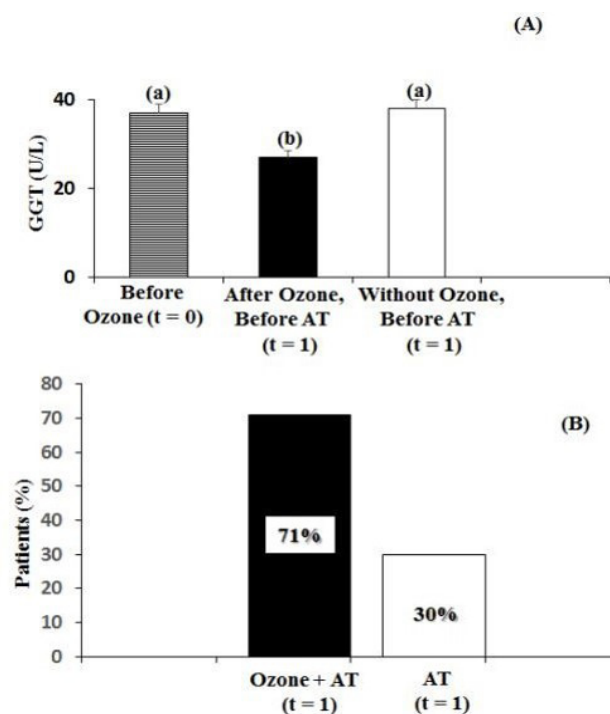 (A)
GGT (U/L)
40
20
0
(a)
(b)
(a)
Before
Ozone (t = 0)
After Ozone,
Before AT
(t = 1)
Without Ozone,
Before AT
(t = 1)
(B)
Patients (%)
80
70
60
50
40
30
20
10
0
71%
30%
Ozone + AT
(t = 1)
AT
(t = 1)